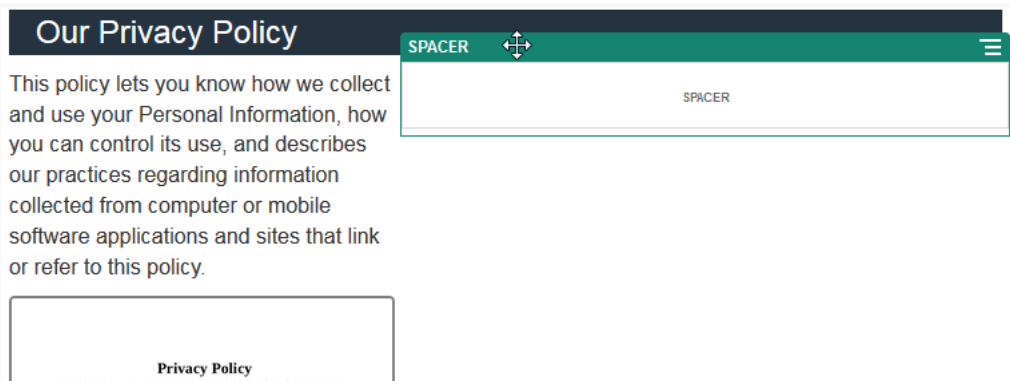 Our Privacy Policy
SPACER
SPACER
This policy lets you know how we collect
and use your Personal Information, how
you can control its use, and describes
our practices regarding information
collected from computer or mobile
software applications and sites that link
or refer to this policy.
Privacy Policy